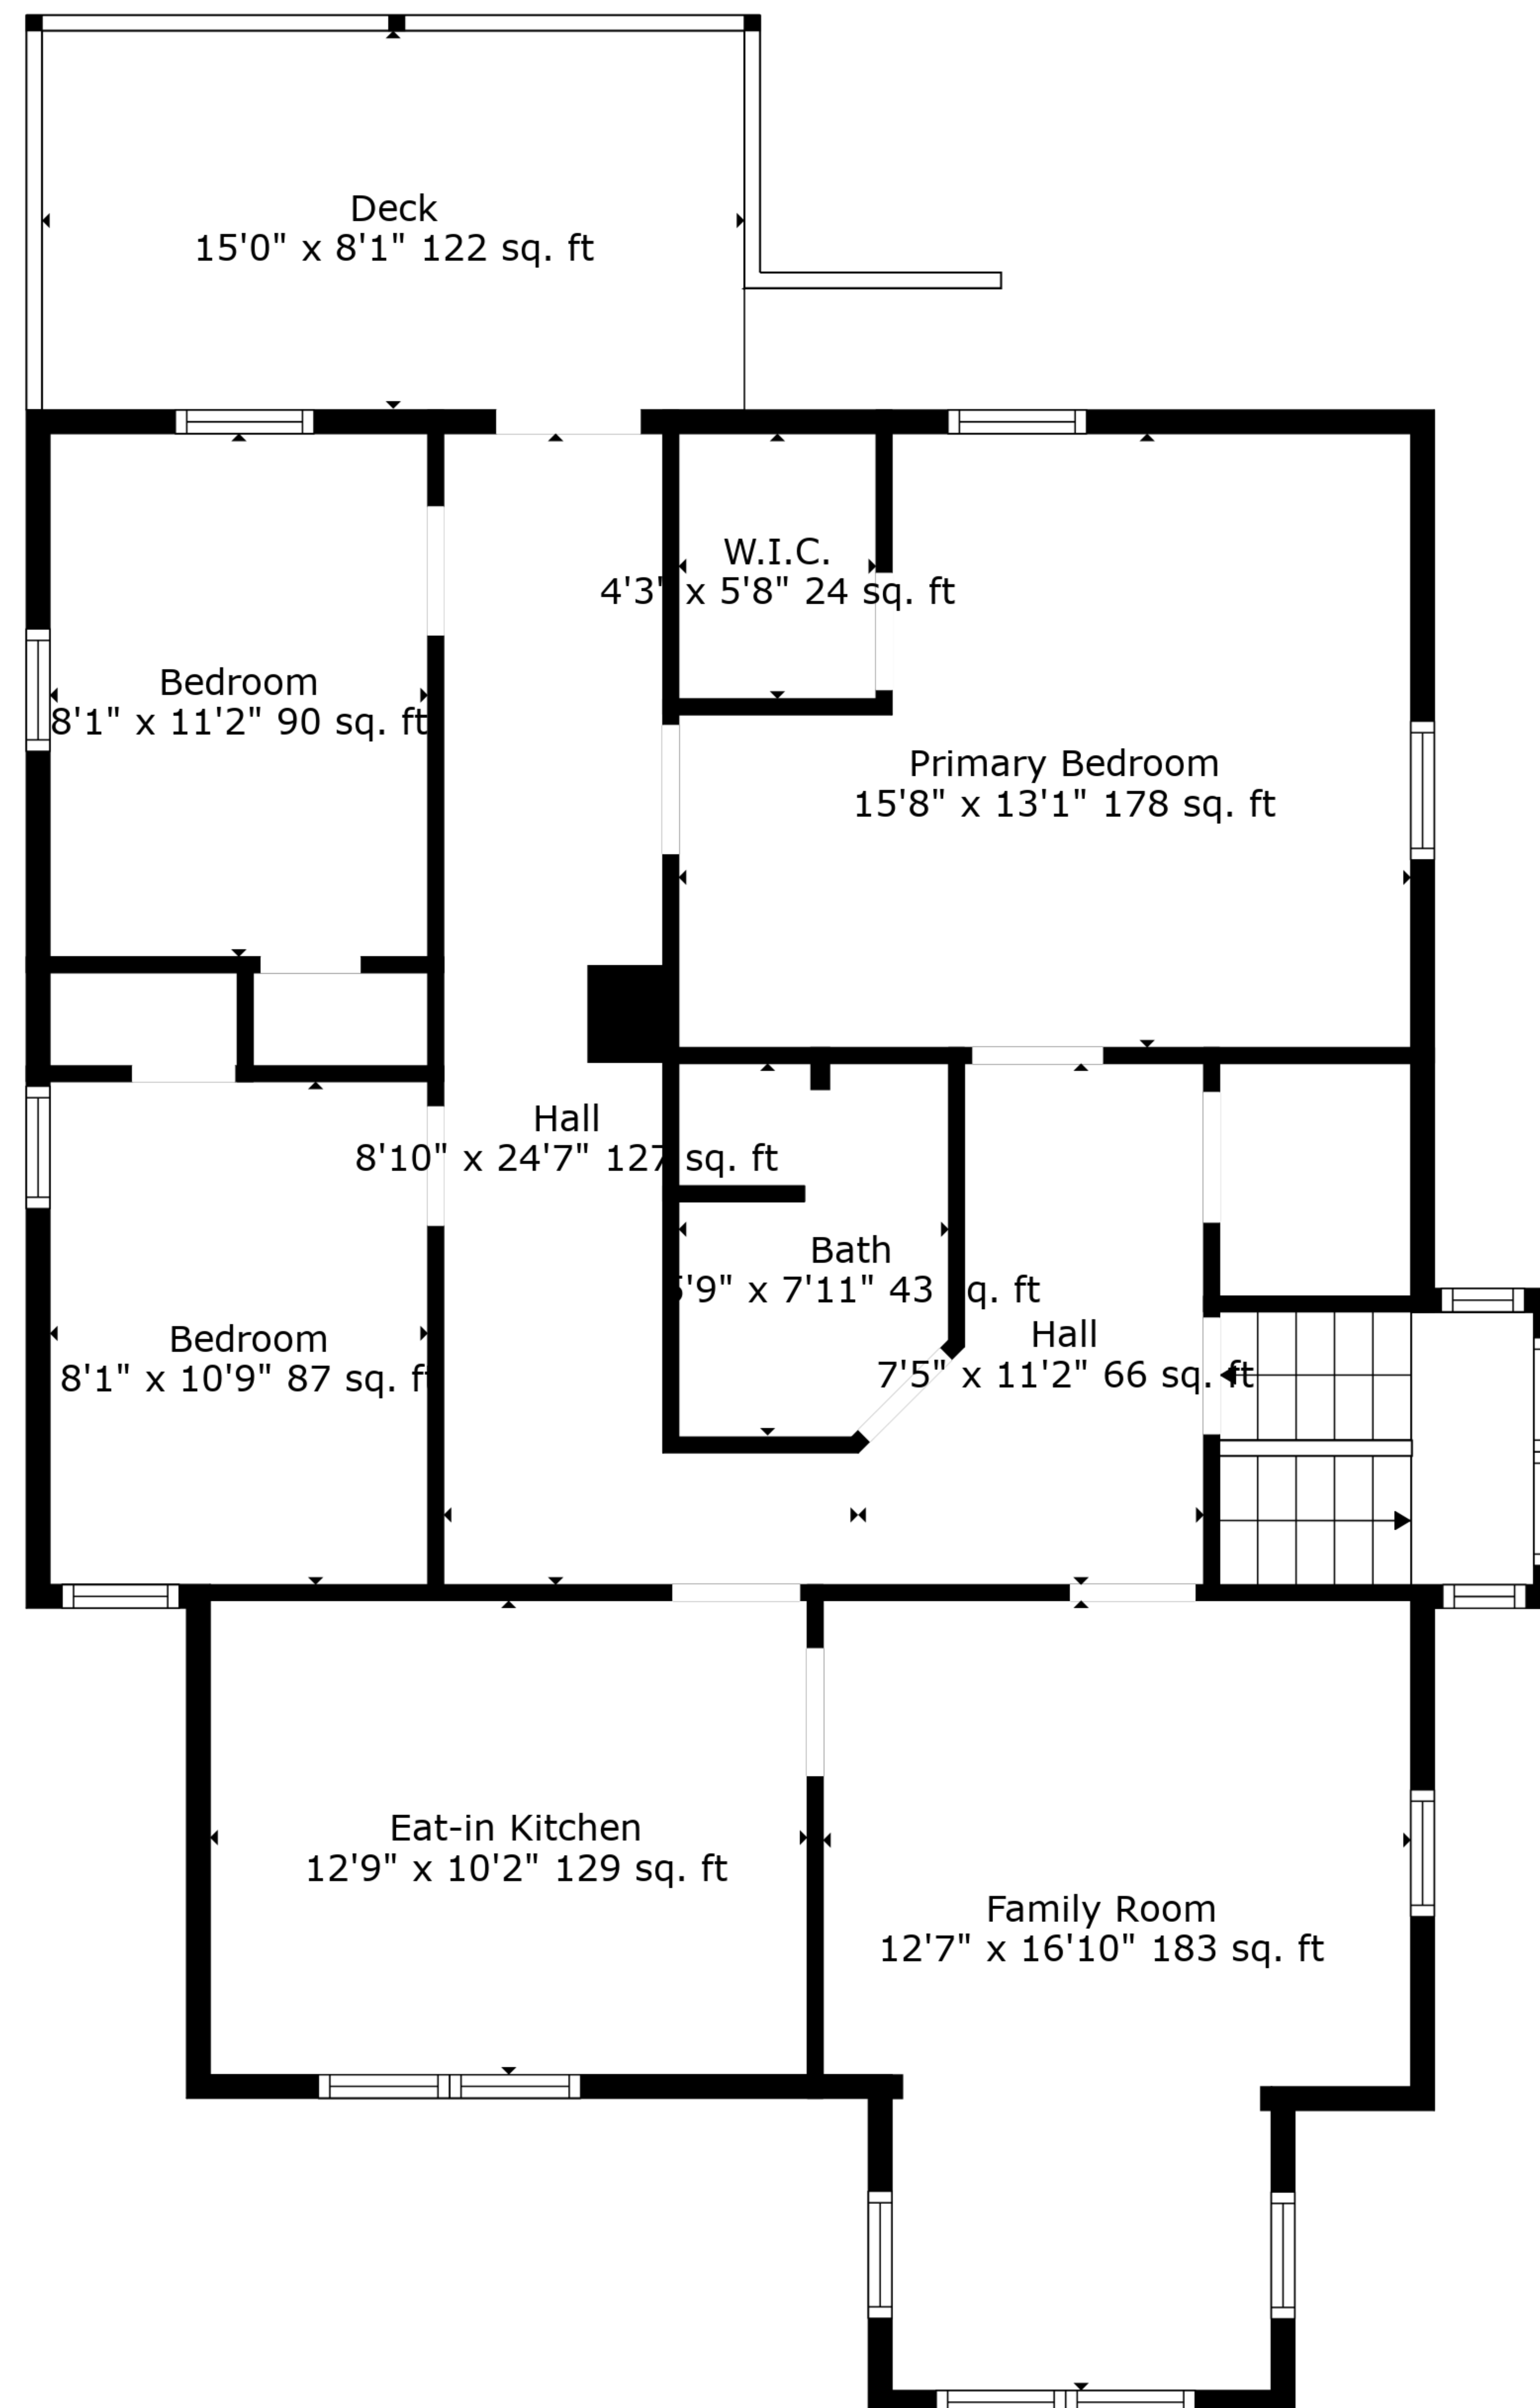 Deck
15'0" x 8'1" 122 sq. ft
W.I.C.
4'3" x 5'8" 24 sq. ft
Bedroom
8'1" x 11'2" 90 sq. ft
Primary Bedroom
15'8" x 13'1" 178 sq. ft
Hall
8'10" x 24'7" 127 sq. ft
Bath
5'9" x 7'11" 43 sq. ft
Hall
7'5" x 11'2" 66 sq. ft
Bedroom
8'1" x 10'9" 87 sq. ft
Eat-in Kitchen
12'9" x 10'2" 129 sq. ft
Family Room
12'7" x 16'10" 183 sq. ft